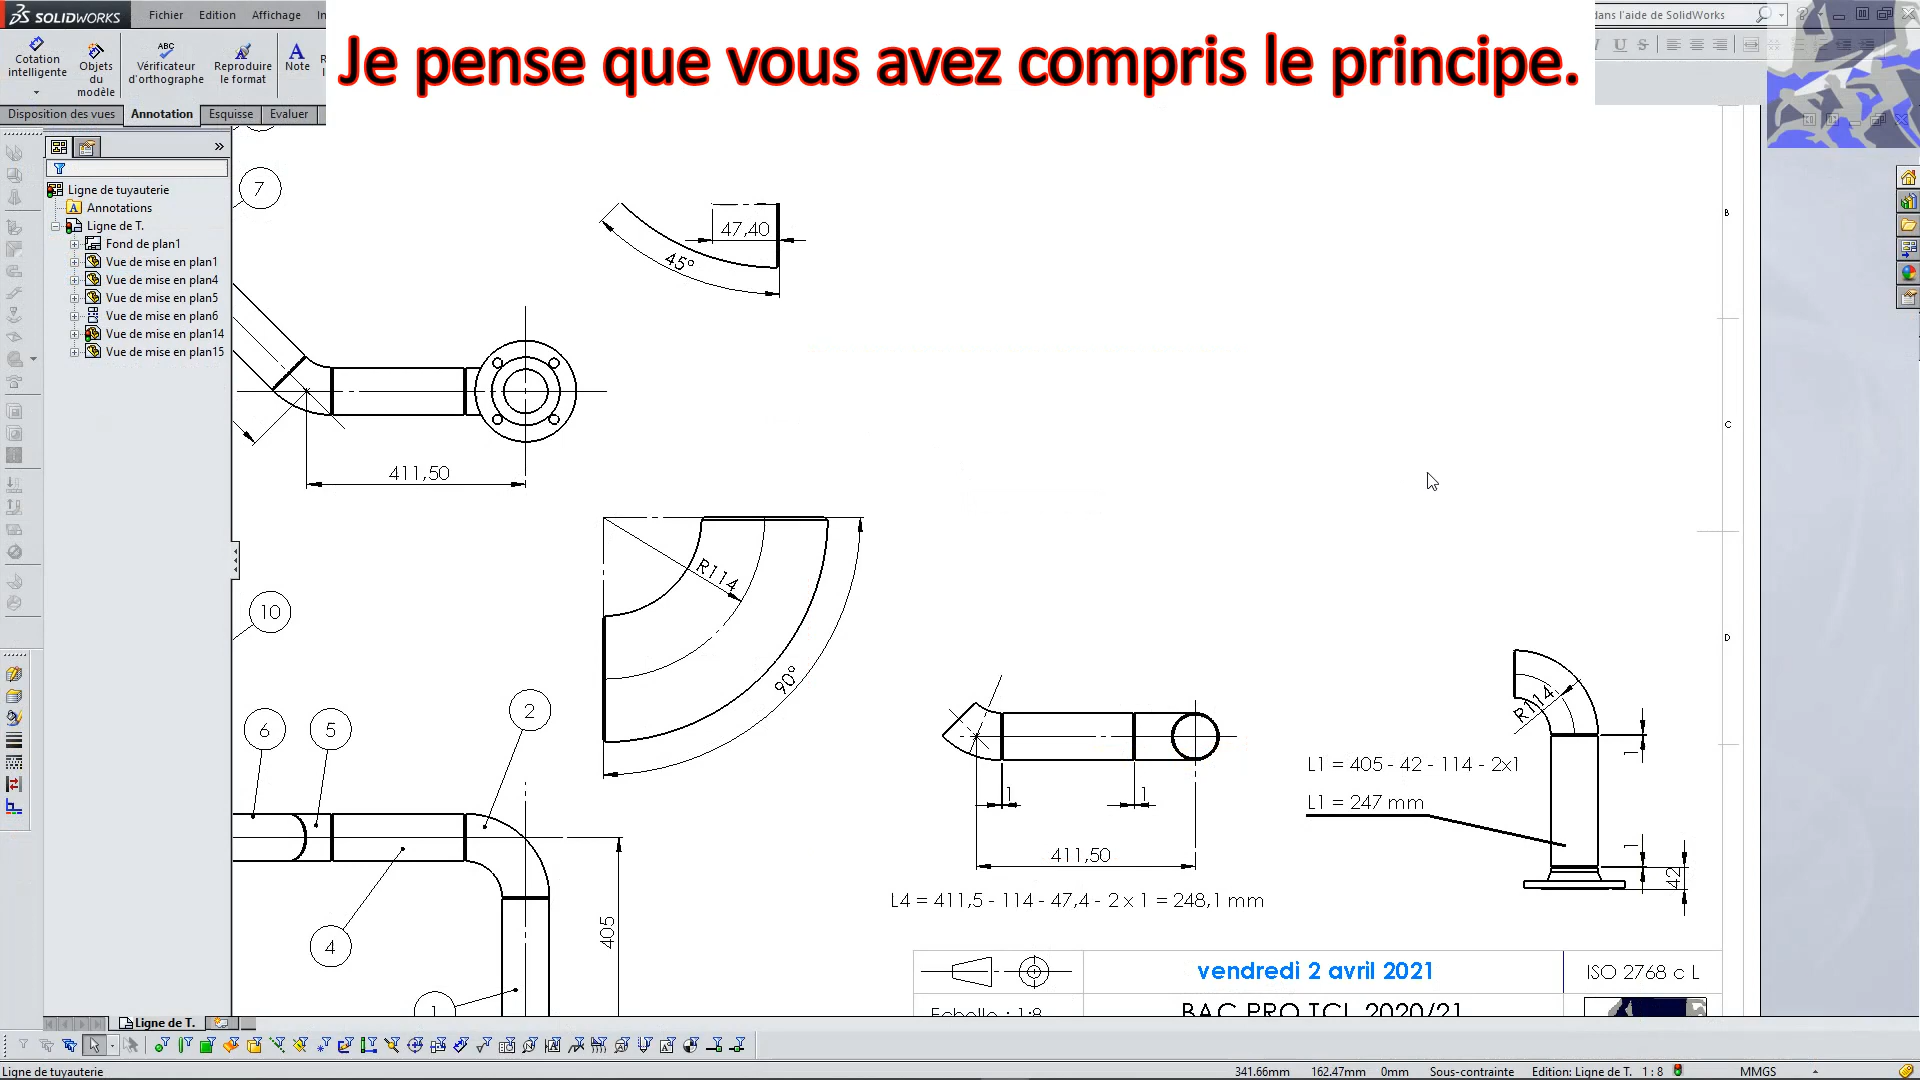 SOLIDWORKS
Fichier Edition Affichage In
dans l'aide de SolidWorks
Je pense que vous avez compris le principe.
Cotation intelligente
Objets du modèle
Vérificateur d'orthographe
Reproduire le format
Note
Disposition des vues Annotation Esquisse Evaluer
Ligne de tuyauterie
Annotations
Ligne de T.
Fond de plan1
Vue de mise en plan1
Vue de mise en plan4
Vue de mise en plan5
Vue de mise en plan6
Vue de mise en plan14
Vue de mise en plan15
7
47,40
45°
B
411,50
C
R114
90°
10
D
6
5
2
4
1
405
1
1
411,50
L4 = 411,5 - 114 - 47,4 - 2 x 1 = 248,1 mm
R114
1
L1 = 405 - 42 - 114 - 2x1
L1 = 247 mm
1
42
vendredi 2 avril 2021
ISO 2768 c L
Echelle : 1:8
BAC PRO TCI 2020/21
Ligne de T.
Ligne de tuyauterie
341.66mm 162.47mm 0mm Sous-contrainte Edition: Ligne de T. 1 : 8 MMGS